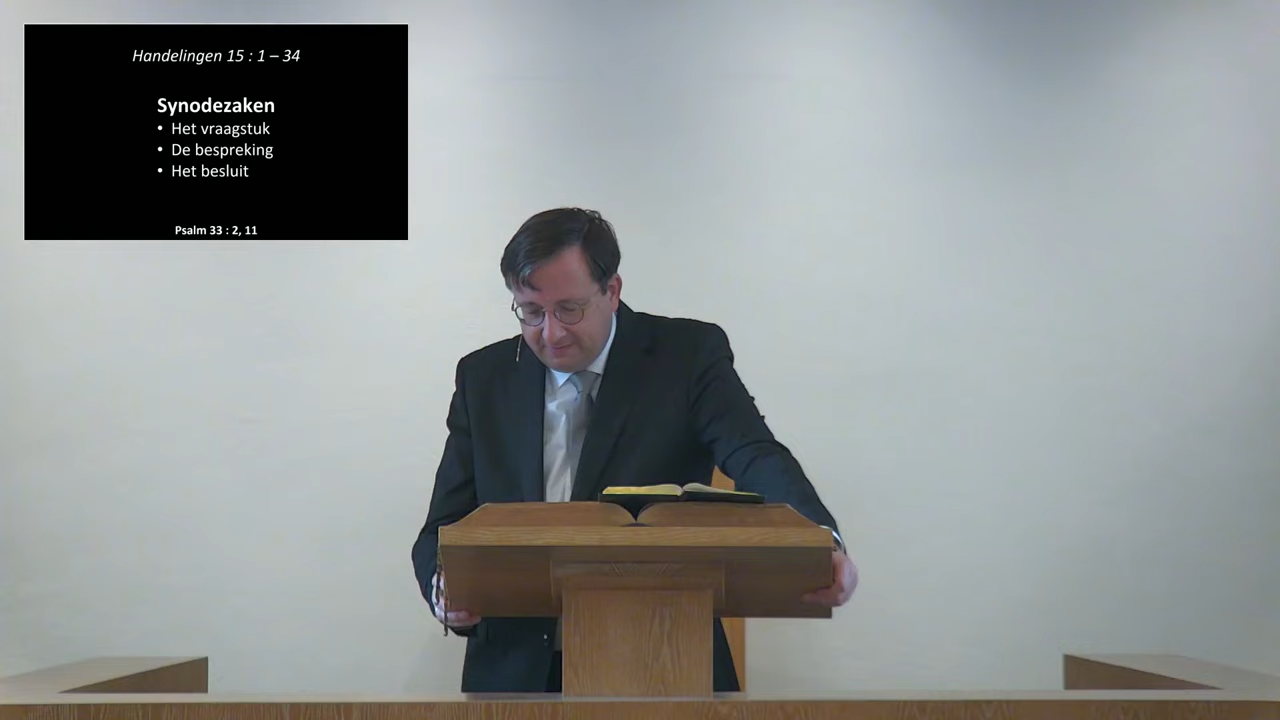 Handelingen 15 : 1 – 34
Synodezaken
• Het vraagstuk
• De bespreking
• Het besluit
Psalm 33 : 2, 11